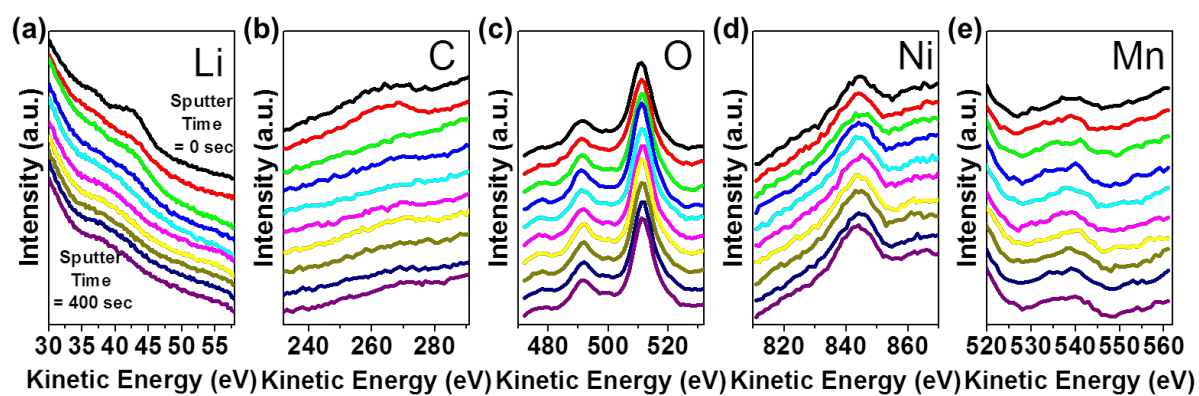 (a)
Li
Sputter
Time
= 0 sec
Sputter
Time
= 400 sec
Intensity (a.u.)
30 35 40 45 50 55
Kinetic Energy (eV)
(b)
C
Intensity (a.u.)
240 260 280
Kinetic Energy (eV)
(c)
O
Intensity (a.u.)
480 500 520
Kinetic Energy (eV)
(d)
Ni
Intensity (a.u.)
820 840 860
Kinetic Energy (eV)
(e)
Mn
Intensity (a.u.)
520 530 540 550 560
Kinetic Energy (eV)